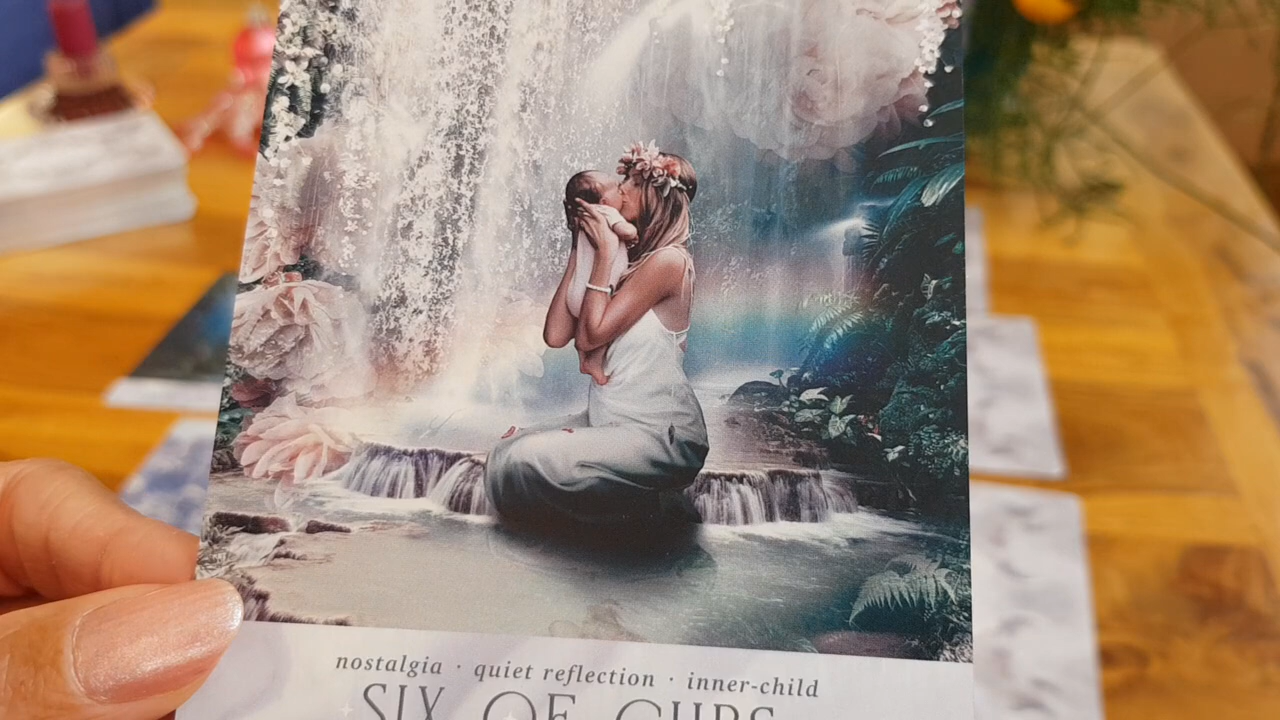 nostalgia · quiet reflection · inner-child
SIX OF CUPS